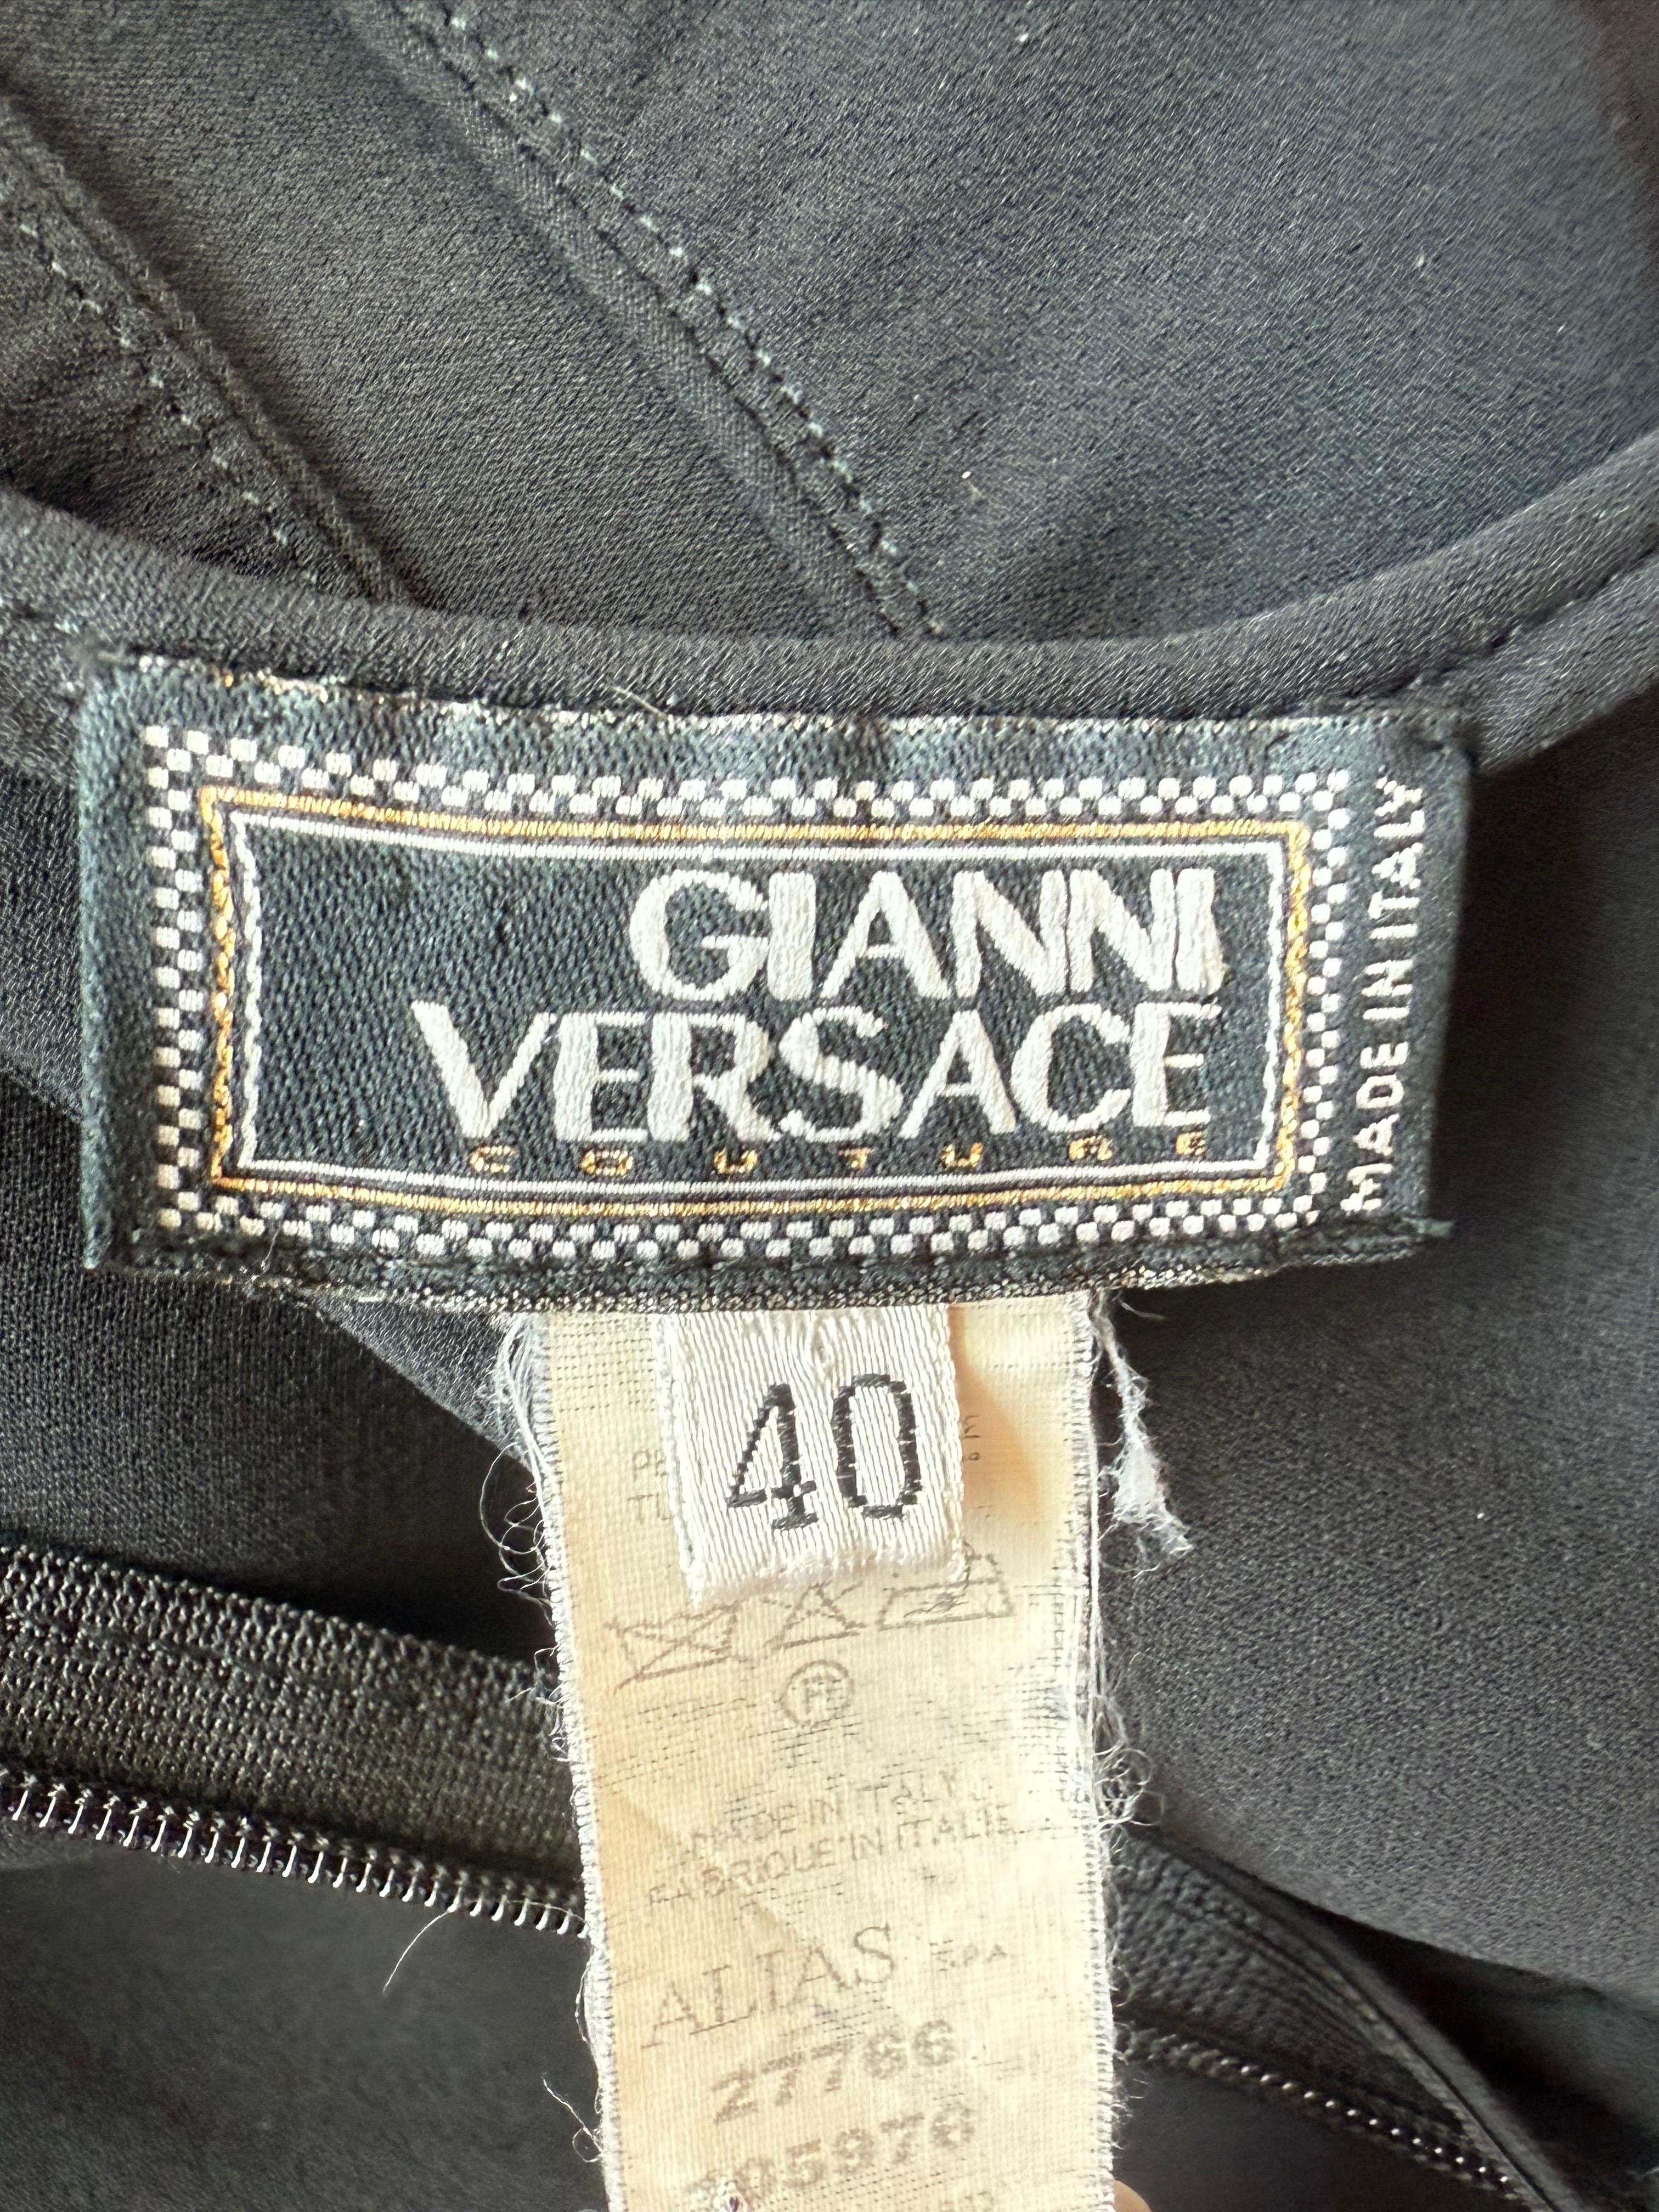 GIANNI
VERSACE
COUTURE
MADE IN ITALY
40
MADE IN ITALY
FABRIQUE IN ITALIE
ALIAS S.P.A.
27766